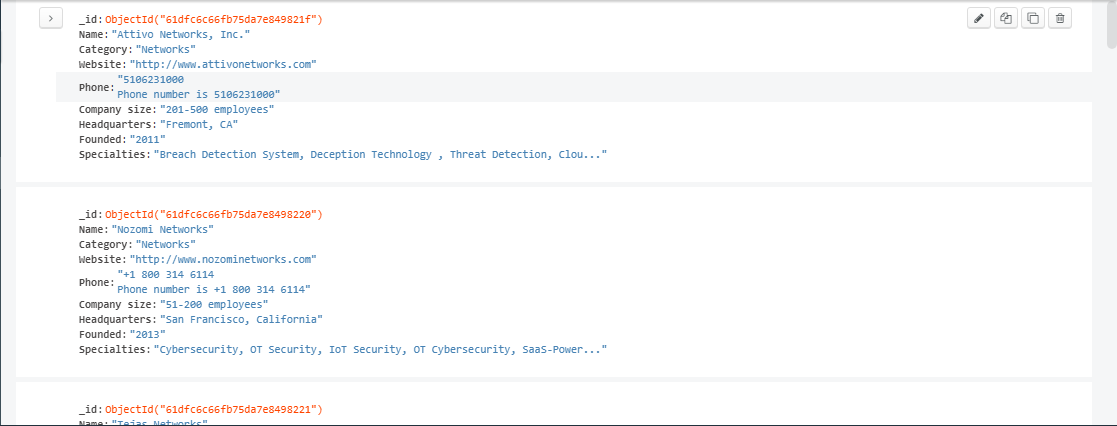 _id: ObjectId("61dfc6c66fb75da7e849821f")
Name: "Attivo Networks, Inc."
Category: "Networks"
Website: "http://www.attivonetworks.com"
Phone: "5106231000
Phone number is 5106231000"
Company size: "201-500 employees"
Headquarters: "Fremont, CA"
Founded: "2011"
Specialties: "Breach Detection System, Deception Technology , Threat Detection, Clou..."
_id: ObjectId("61dfc6c66fb75da7e8498220")
Name: "Nozomi Networks"
Category: "Networks"
Website: "http://www.nozominetworks.com"
Phone: "+1 800 314 6114
Phone number is +1 800 314 6114"
Company size: "51-200 employees"
Headquarters: "San Francisco, California"
Founded: "2013"
Specialties: "Cybersecurity, OT Security, IoT Security, OT Cybersecurity, SaaS-Power..."
_id: ObjectId("61dfc6c66fb75da7e8498221")
Name: "Tejas Networks"